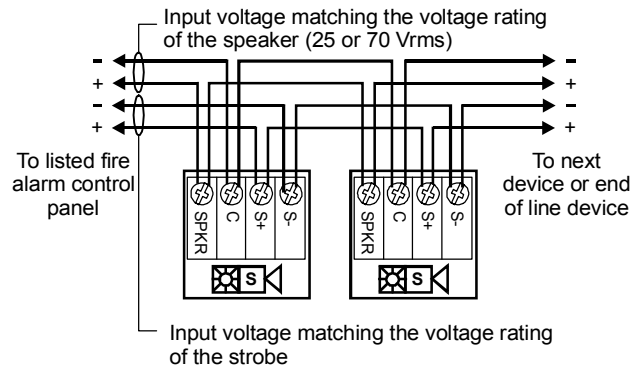 Input voltage matching the voltage rating
of the speaker (25 or 70 Vrms)
- -
+ +
- -
+ +
To listed fire
alarm control
panel
To next
device or end
of line device
SPKR C S+ S- SPKR C S+ S-
S S
Input voltage matching the voltage rating
of the strobe